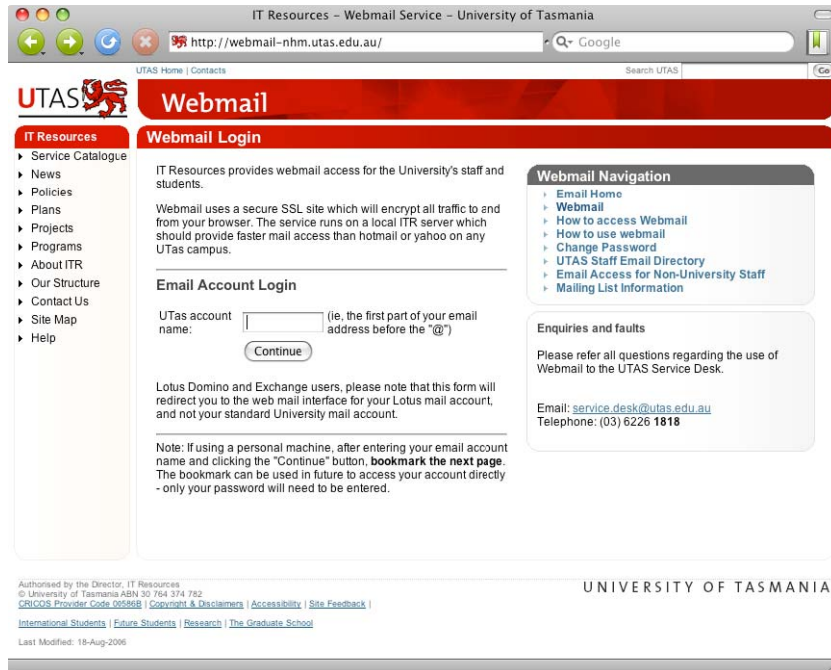 IT Resources – Webmail Service – University of Tasmania
http://webmail-nhm.utas.edu.au/
Google
UTAS Home | Contacts
Search UTAS
Go
UTAS
Webmail
IT Resources
Service Catalogue
News
Policies
Plans
Projects
Programs
About ITR
Our Structure
Contact Us
Site Map
Help
Webmail Login
IT Resources provides webmail access for the University's staff and
students.
Webmail uses a secure SSL site which will encrypt all traffic to and
from your browser. The service runs on a local ITR server which
should provide faster mail access than hotmail or yahoo on any
UTas campus.
Email Account Login
UTas account
name:
(ie, the first part of your email
address before the "@")
Continue
Lotus Domino and Exchange users, please note that this form will
redirect you to the web mail interface for your Lotus mail account,
and not your standard University mail account.
Note: If using a personal machine, after entering your email account
name and clicking the "Continue" button, bookmark the next page.
The bookmark can be used in future to access your account directly
- only your password will need to be entered.
Webmail Navigation
Email Home
Webmail
How to access Webmail
How to use webmail
Change Password
UTAS Staff Email Directory
Email Access for Non-University Staff
Mailing List Information
Enquiries and faults
Please refer all questions regarding the use of
Webmail to the UTAS Service Desk.
Email: service.desk@utas.edu.au
Telephone: (03) 6226 1818
Authorised by the Director, IT Resources
© University of Tasmania ABN 30 764 374 782
CRICOS Provider Code 00586B | Copyright & Disclaimers | Accessibility | Site Feedback |
International Students | Future Students | Research | The Graduate School
Last Modified: 18-Aug-2006
UNIVERSITY OF TASMANIA